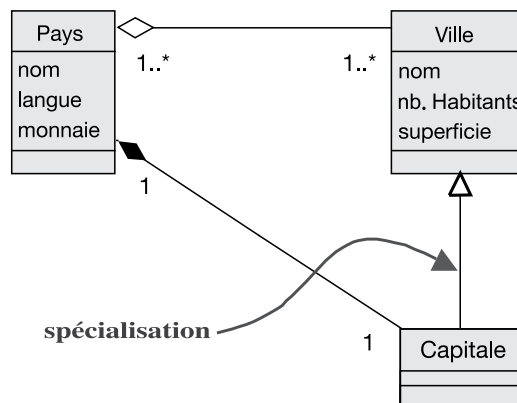 Pays
nom
langue
monnaie
1..*
1..*
Ville
nom
nb. Habitants
superficie
1
spécialisation
1
Capitale